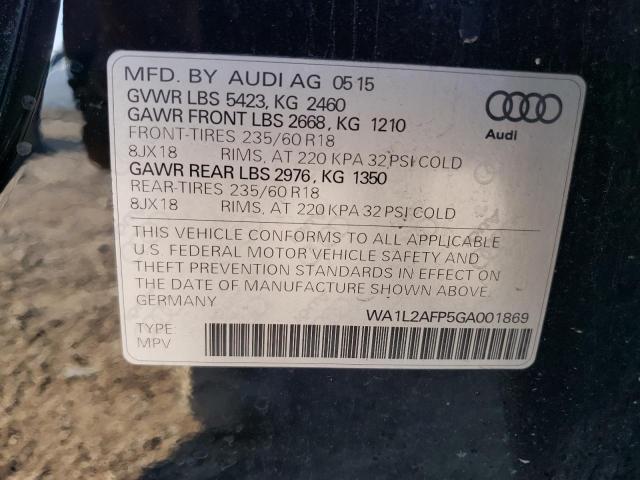 MFD. BY AUDI AG 05 15
GVWR LBS 5423, KG 2460
GAWR FRONT LBS 2668, KG 1210
FRONT-TIRES 235/60 R18
8JX18 RIMS, AT 220 KPA 32 PSI COLD
GAWR REAR LBS 2976, KG 1350
REAR-TIRES 235/60 R18
8JX18 RIMS, AT 220 KPA 32 PSI COLD
Audi
THIS VEHICLE CONFORMS TO ALL APPLICABLE
U.S. FEDERAL MOTOR VEHICLE SAFETY AND
THEFT PREVENTION STANDARDS IN EFFECT ON
THE DATE OF MANUFACTURE SHOWN ABOVE.
GERMANY
WA1L2AFP5GA001869
TYPE:
MPV